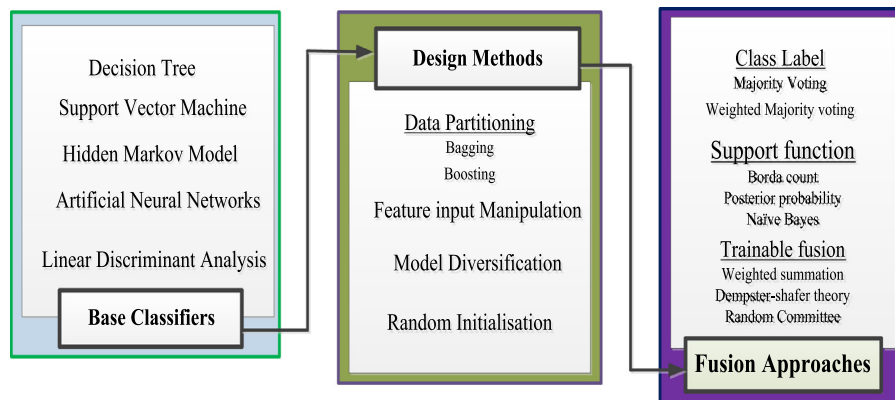 Decision Tree
Support Vector Machine
Hidden Markov Model
Artificial Neural Networks
Linear Discriminant Analysis
Base Classifiers
Design Methods
Data Partitioning
Bagging
Boosting
Feature input Manipulation
Model Diversification
Random Initialisation
Class Label
Majority Voting
Weighted Majority voting
Support function
Borda count
Posterior probability
Naïve Bayes
Trainable fusion
Weighted summation
Dempster-shafer theory
Random Committee
Fusion Approaches